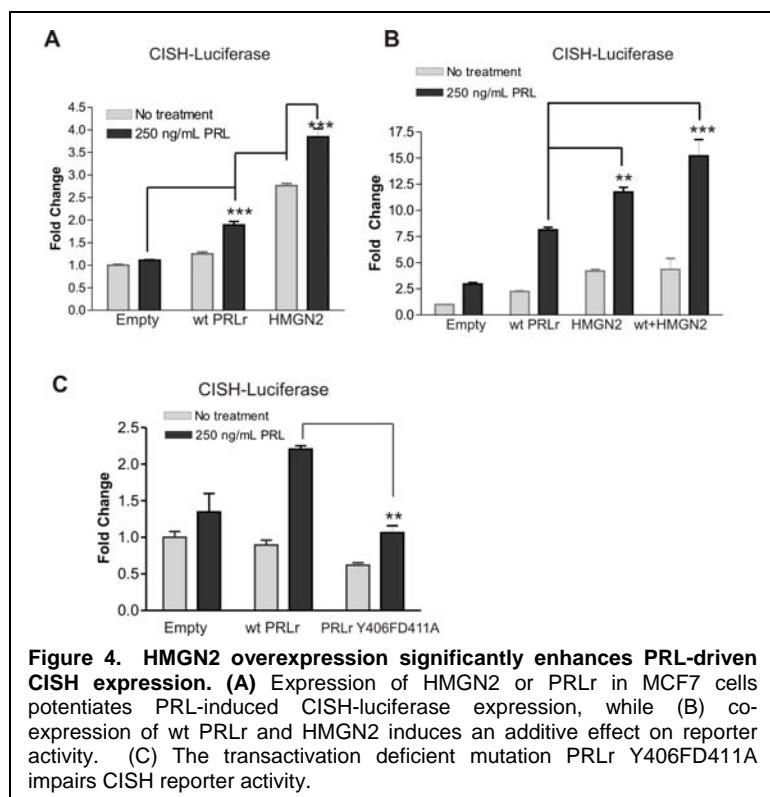 A
CISH-Luciferase
No treatment
250 ng/mL PRL
Fold Change
4.5
4.0
3.5
3.0
2.5
2.0
1.5
1.0
0.5
0.0
***
***
Empty
wt PRLr
HMGN2
B
CISH-Luciferase
No treatment
250 ng/mL PRL
Fold Change
17.5
15.0
12.5
10.0
7.5
5.0
2.5
0.0
**
***
Empty
wt PRLr
HMGN2
wt+HMGN2
C
CISH-Luciferase
No treatment
250 ng/mL PRL
Fold Change
2.5
2.0
1.5
1.0
0.5
0.0
**
Empty
wt PRLr
PRLr Y406FD411A
Figure 4. HMGN2 overexpression significantly enhances PRL-driven
CISH expression. (A) Expression of HMGN2 or PRLr in MCF7 cells
potentiates PRL-induced CISH-luciferase expression, while (B) co-
expression of wt PRLr and HMGN2 induces an additive effect on reporter
activity. (C) The transactivation deficient mutation PRLr Y406FD411A
impairs CISH reporter activity.